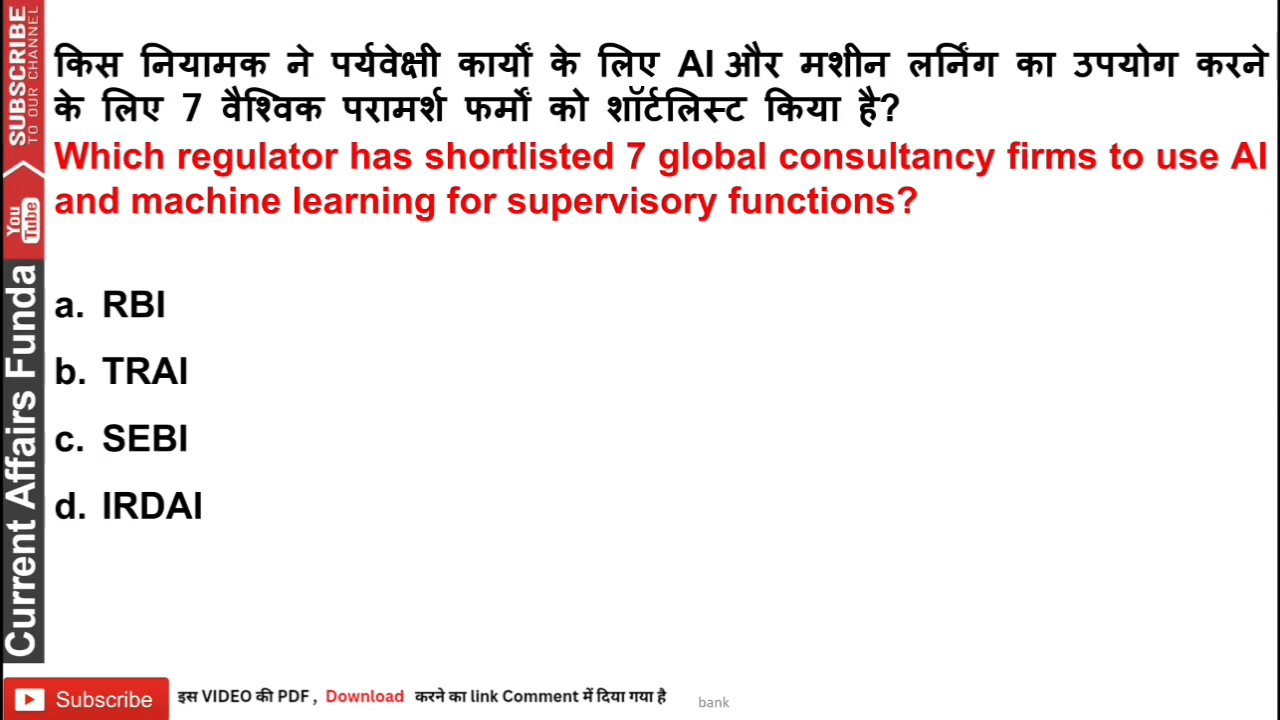 किस नियामक ने पर्यवेक्षी कार्यों के लिए AI और मशीन लर्निंग का उपयोग करने
के लिए 7 वैश्विक परामर्श फर्मों को शॉर्टलिस्ट किया है?
Which regulator has shortlisted 7 global consultancy firms to use AI
and machine learning for supervisory functions?
a. RBI
b. TRAI
c. SEBI
d. IRDAI
SUBSCRIBE
TO OUR CHANNEL
You
Tube
Current Affairs Funda
Subscribe
इस VIDEO की PDF , Download करने का link Comment में दिया गया है
bank